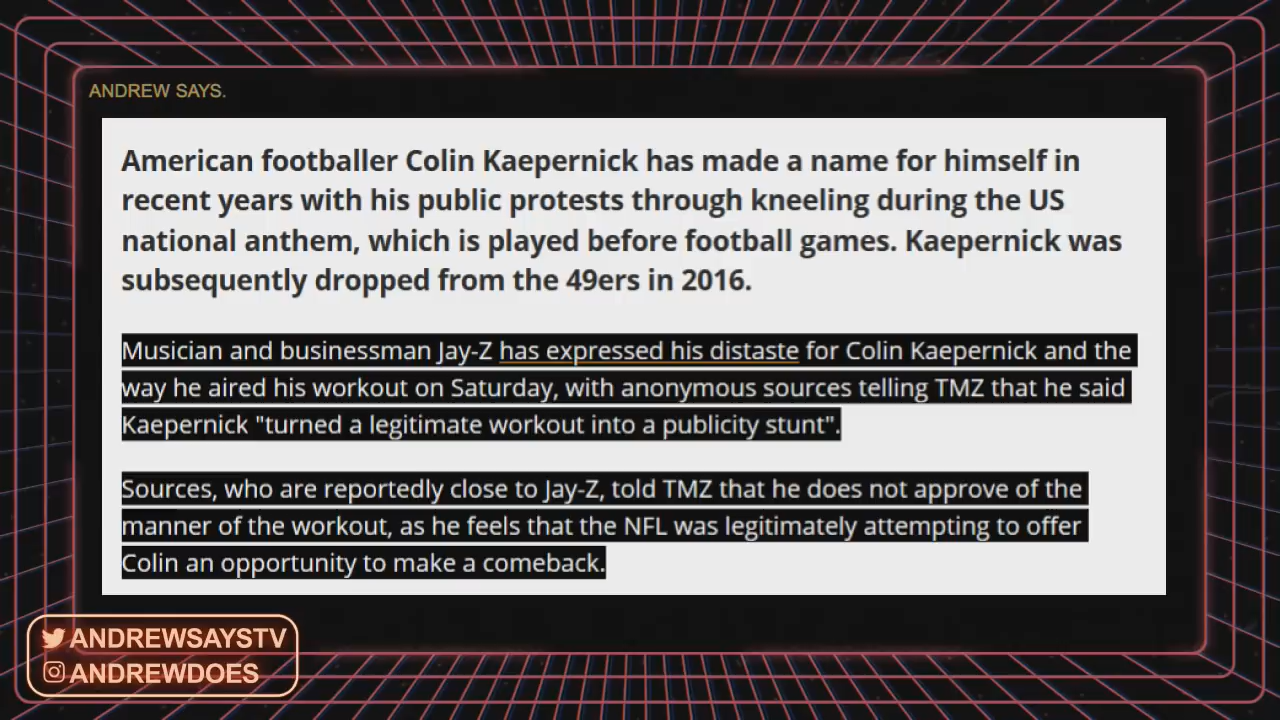 ANDREW SAYS.
American footballer Colin Kaepernick has made a name for himself in
recent years with his public protests through kneeling during the US
national anthem, which is played before football games. Kaepernick was
subsequently dropped from the 49ers in 2016.
Musician and businessman Jay-Z has expressed his distaste for Colin Kaepernick and the
way he aired his workout on Saturday, with anonymous sources telling TMZ that he said
Kaepernick "turned a legitimate workout into a publicity stunt".
Sources, who are reportedly close to Jay-Z, told TMZ that he does not approve of the
manner of the workout, as he feels that the NFL was legitimately attempting to offer
Colin an opportunity to make a comeback.
ANDREWSAYSTV
ANDREWDOES